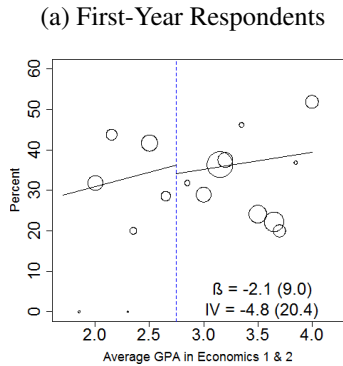 (a) First-Year Respondents
60
50
40
30
20
10
0
Percent
ß = -2.1 (9.0)
IV = -4.8 (20.4)
2.0 2.5 3.0 3.5 4.0
Average GPA in Economics 1 & 2